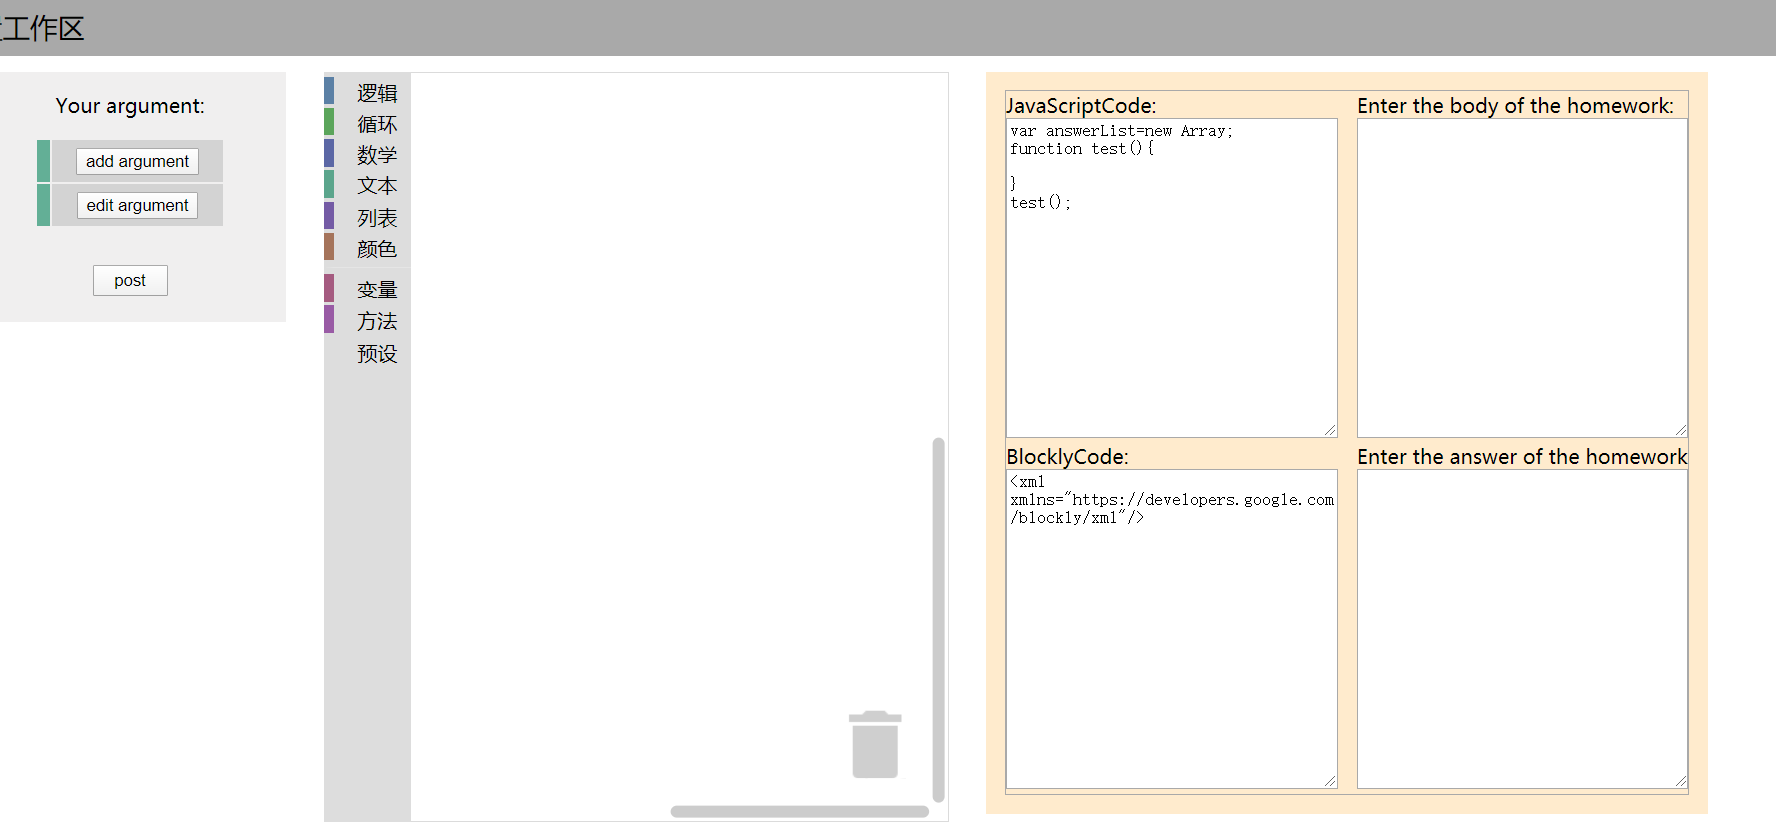 工作区
Your argument:
add argument
edit argument
post
逻辑
循环
数学
文本
列表
颜色
变量
方法
预设
JavaScriptCode:
var answerList=new Array;
function test(){
}
test();
BlocklyCode:
<xml
xmlns="https://developers.google.com
/blockly/xml"/>
Enter the body of the homework:
Enter the answer of the homework